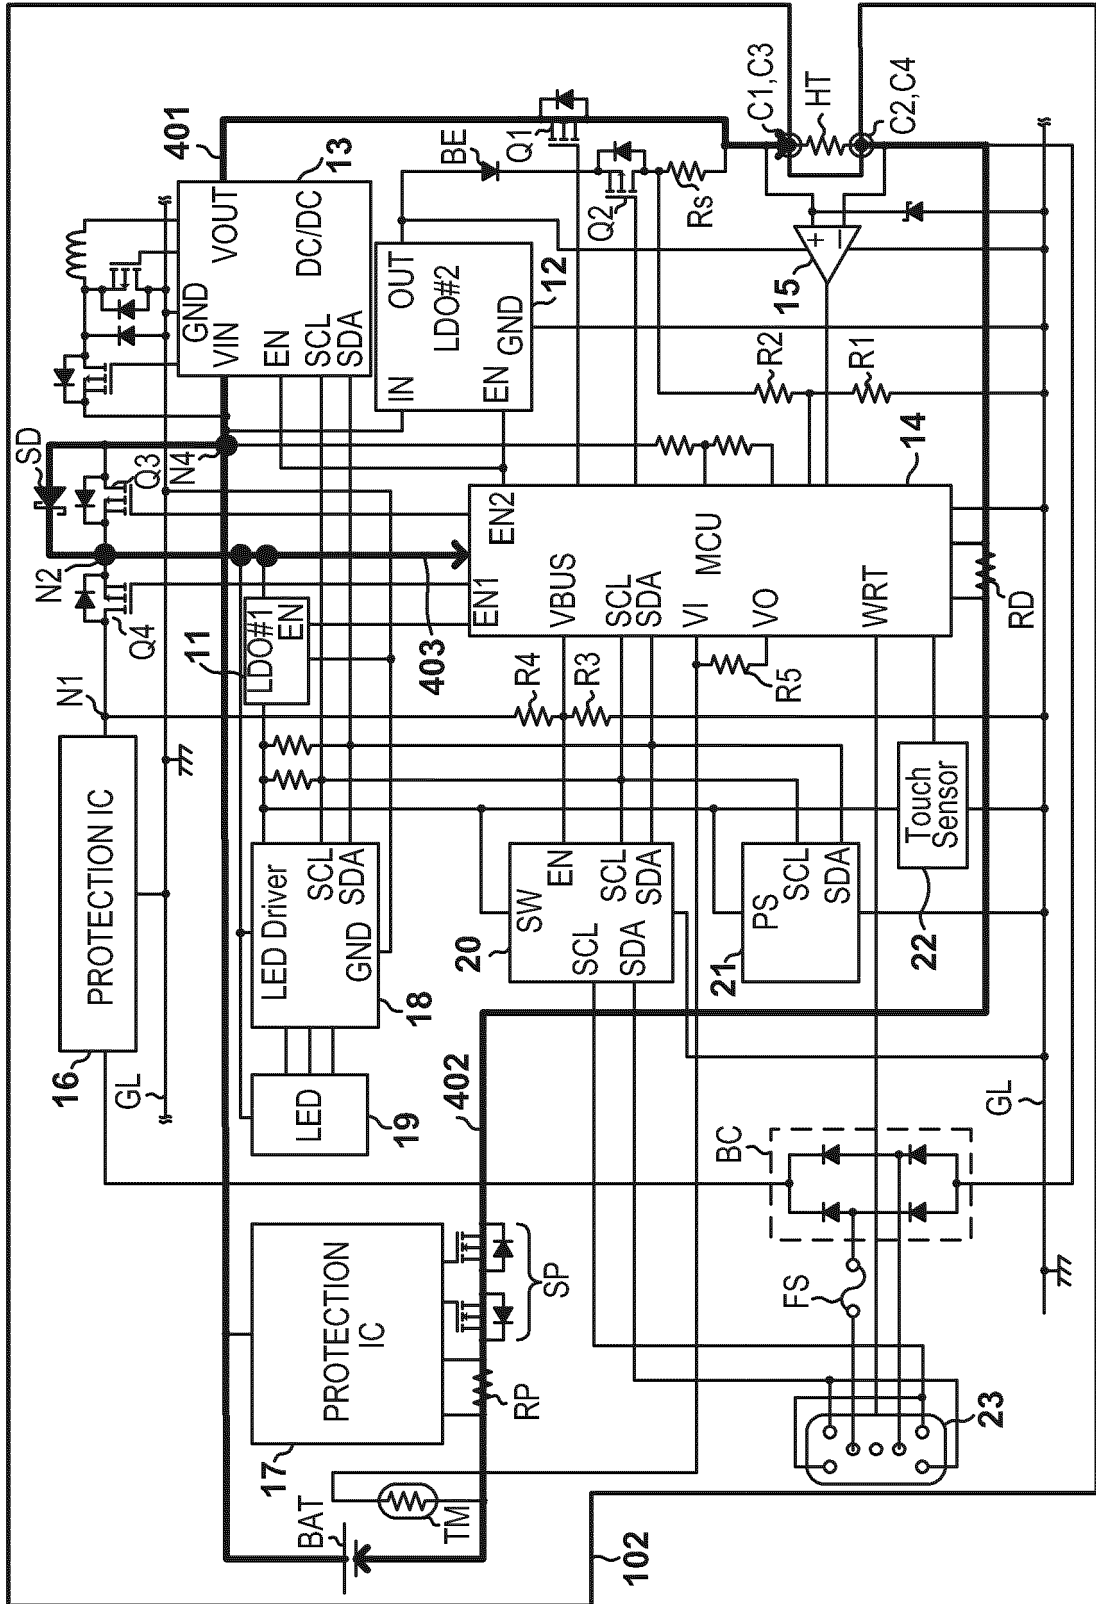 401
13
VOUT
DC/DC
GND
VIN
EN
SCL
SDA
SD
Q3
N4
N2
Q4
N1
BE
Q1
Q2
Rs
C1,C3
HT
C2,C4
OUT
LDO#2
GND
12
IN
EN
+
−
15
R2
R1
14
EN2
MCU
EN1
VBUS
SCL
SDA
VI
VO
WRT
RD
11
LDO#1
EN
403
R4
R3
R5
PROTECTION IC
16
GL
LED Driver
SCL
SDA
GND
18
LED
19
SW
EN
SCL
SDA
SCL
SDA
20
PS
SCL
SDA
21
Touch
Sensor
22
402
GL
BC
FS
23
PROTECTION
IC
17
SP
RP
BAT
TM
102